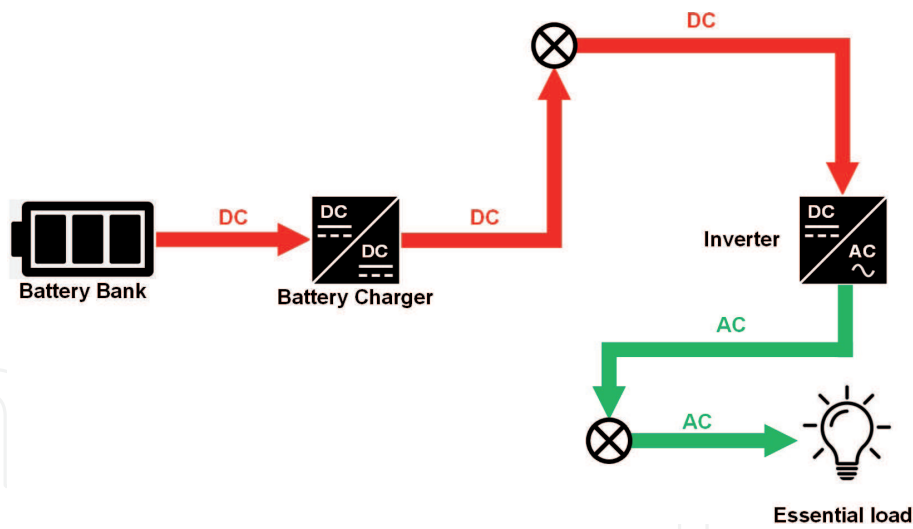 DC
DC
DC
DC
DC
DC
DC
AC
Inverter
Battery Bank
Battery Charger
AC
AC
Essential load